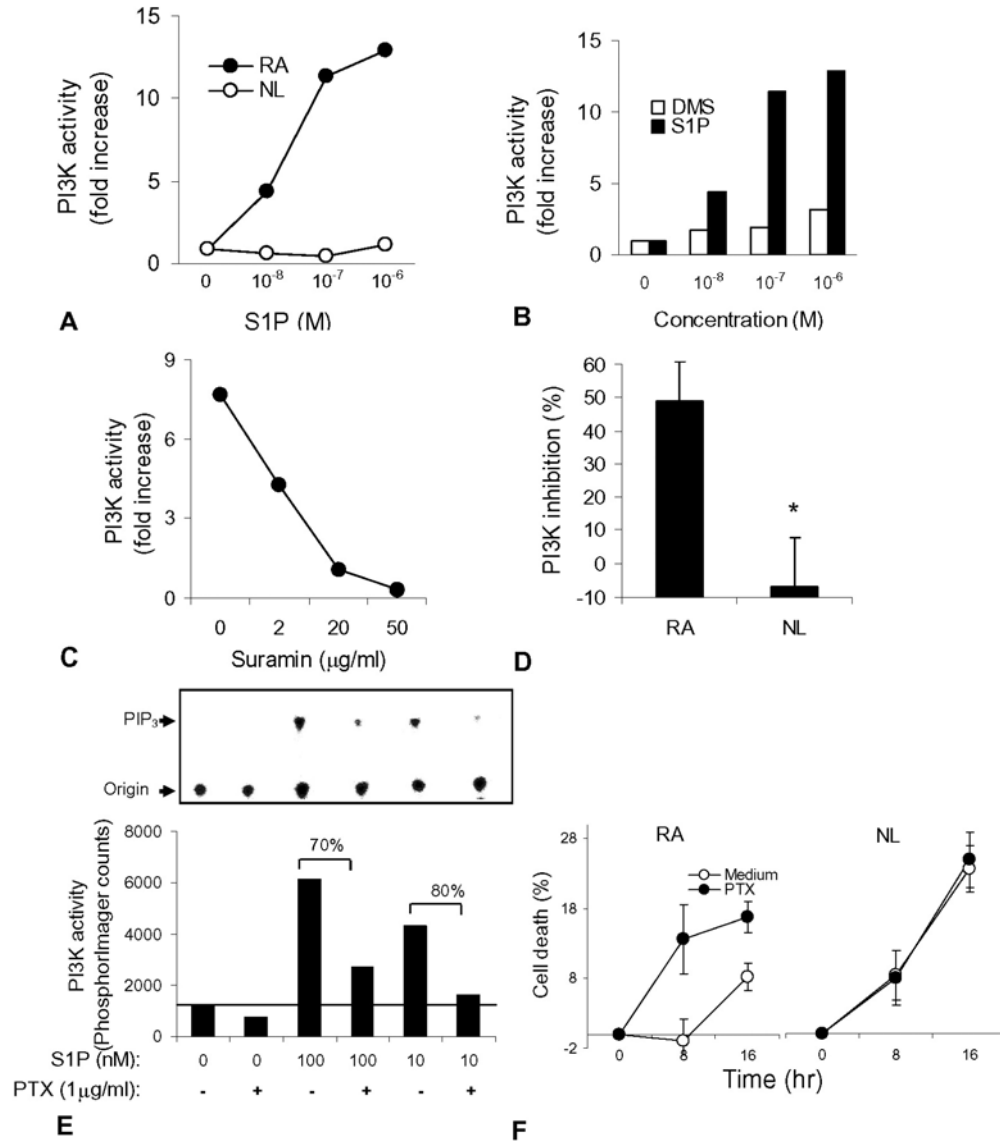 15
10
5
0
PI3K activity
(fold increase)
RA
NL
0 10⁻⁸ 10⁻⁷ 10⁻⁶
S1P (M)
A
15
10
5
0
PI3K activity
(fold increase)
DMS
S1P
0 10⁻⁸ 10⁻⁷ 10⁻⁶
Concentration (M)
B
9
6
3
0
PI3K activity
(fold increase)
0 2 20 50
Suramin (μg/ml)
C
60
50
40
30
20
10
0
-10
PI3K inhibition (%)
*
RA NL
D
PIP₃
Origin
8000
6000
4000
2000
0
PI3K activity
(PhosphorImager counts)
70%
80%
S1P (nM): 0 0 100 100 10 10
PTX (1μg/ml): - + - + - +
E
28
18
8
-2
Cell death (%)
RA NL
Medium
PTX
0 8 16 0 8 16
Time (hr)
F